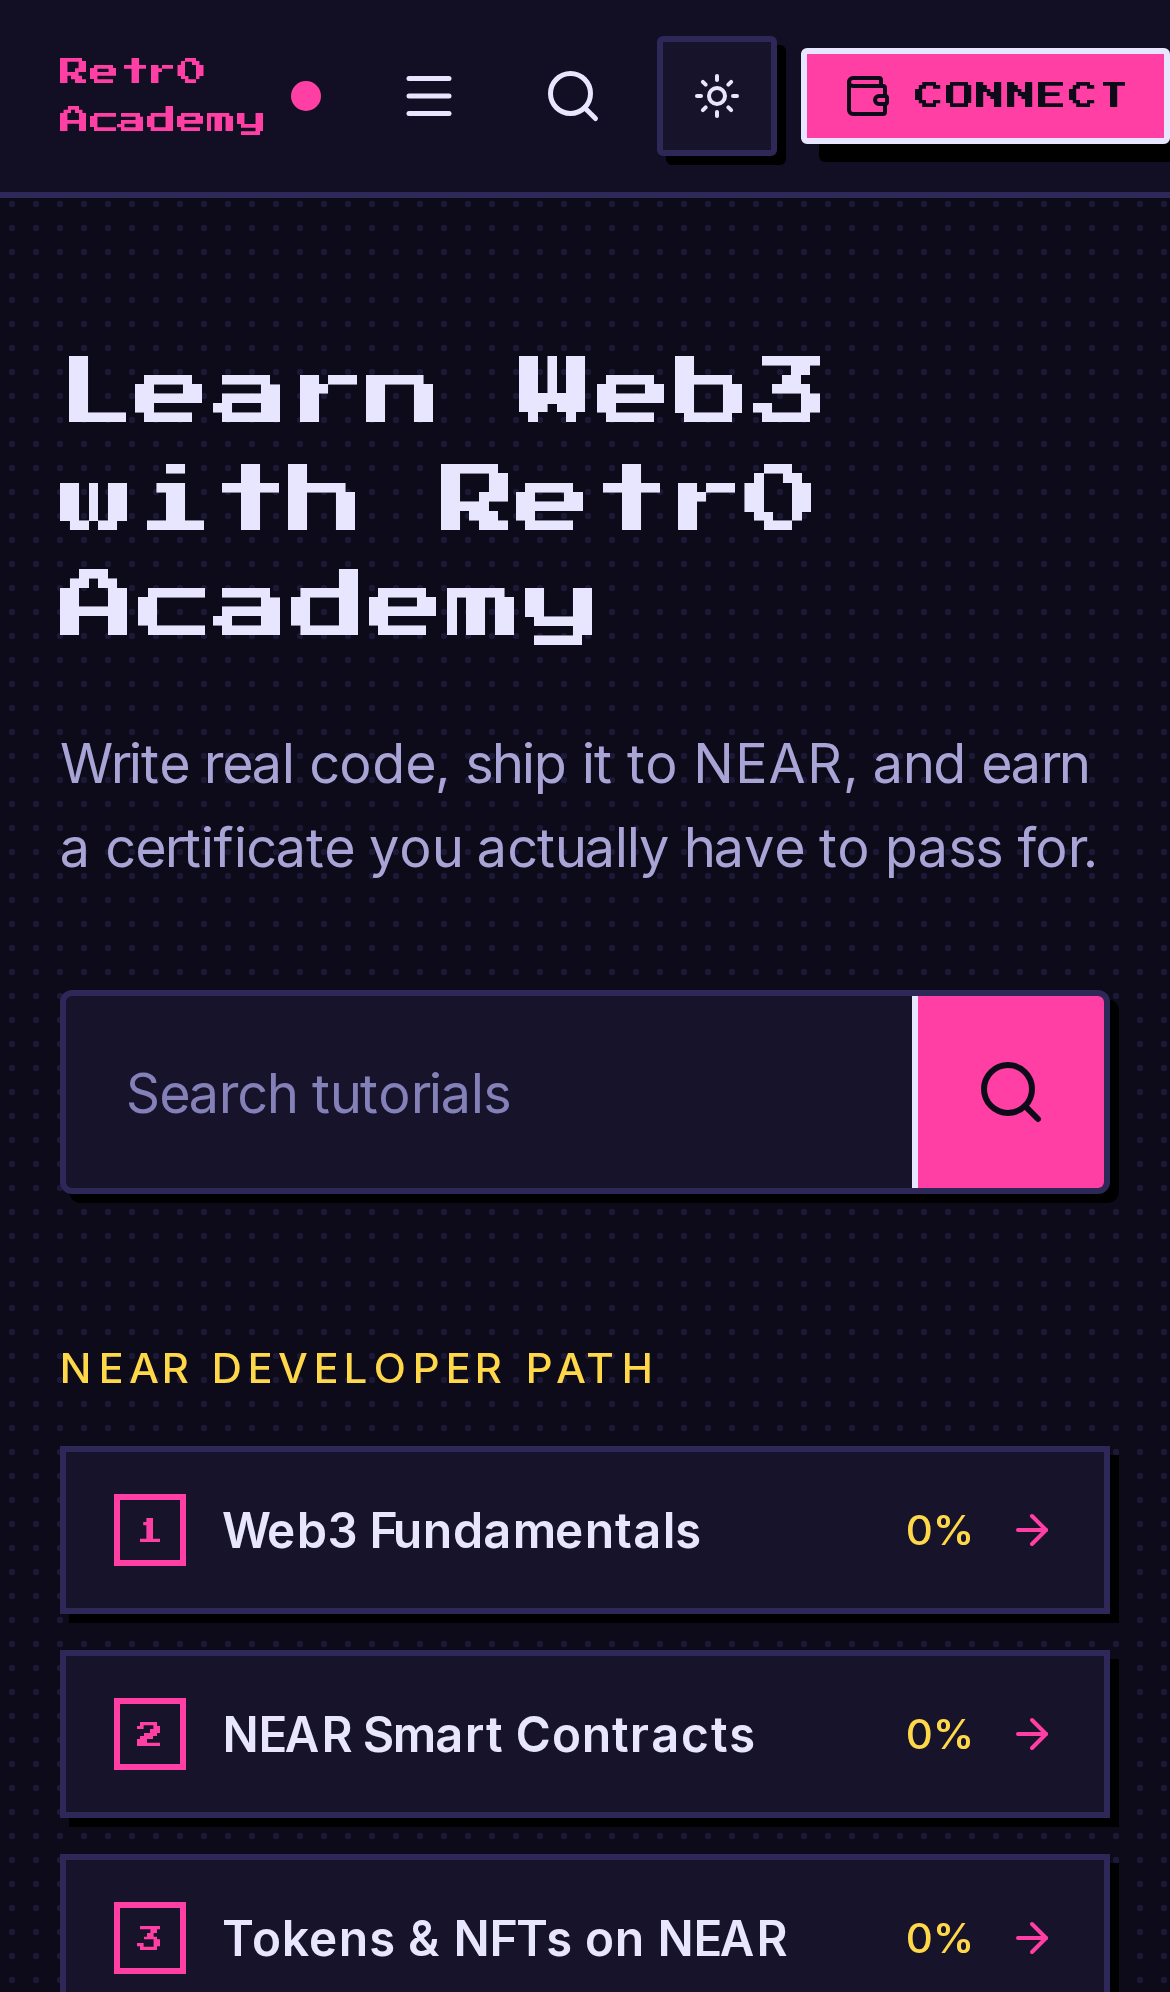 Retr0
Academy
CONNECT
Learn Web3
with Retr0
Academy
Write real code, ship it to NEAR, and earn
a certificate you actually have to pass for.
Search tutorials
NEAR DEVELOPER PATH
1 Web3 Fundamentals 0%
2 NEAR Smart Contracts 0%
3 Tokens & NFTs on NEAR 0%